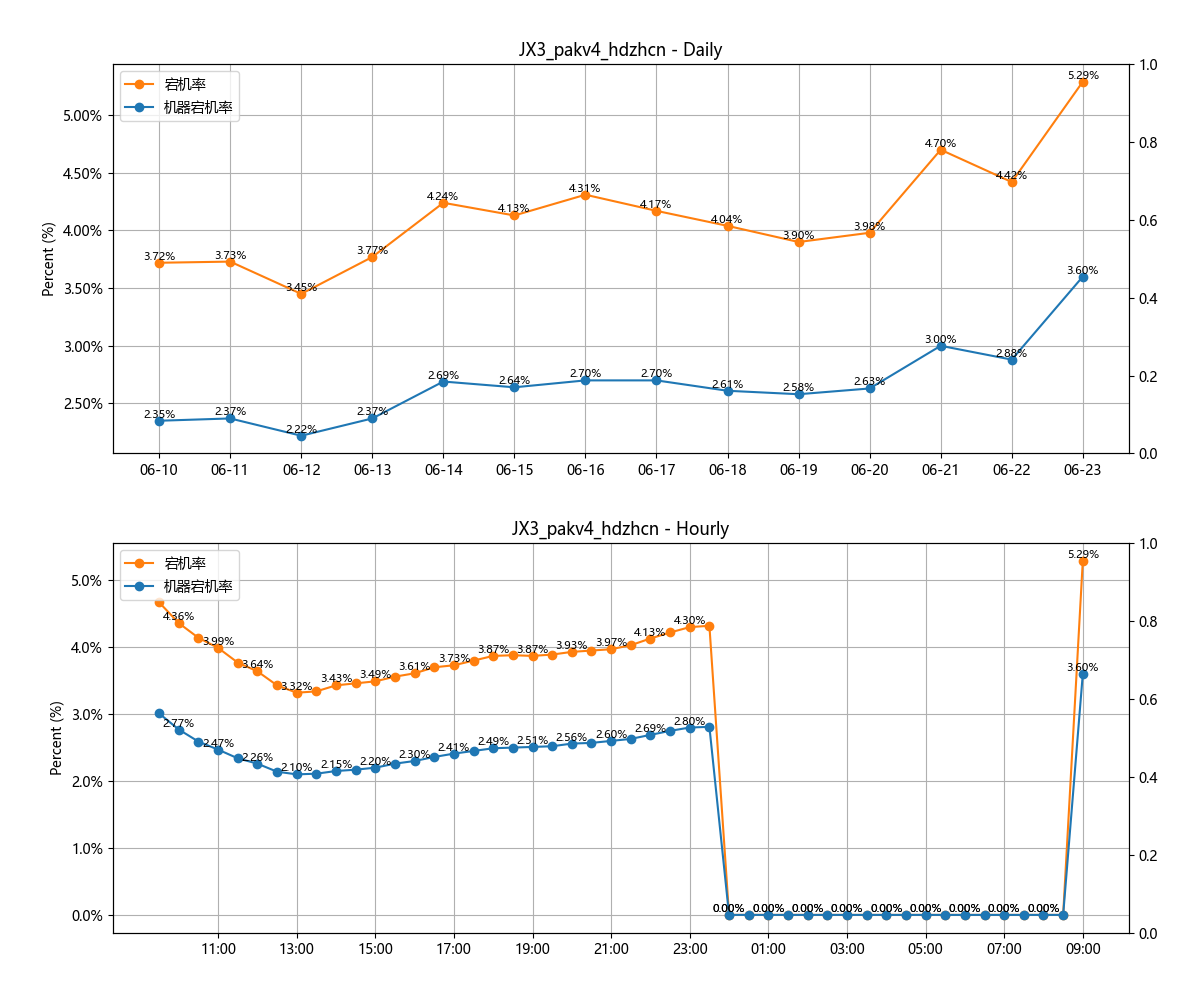 JX3_pakv4_hdzhcn - Daily
宕机率
机器宕机率
Percent (%)
5.00%
4.50%
4.00%
3.50%
3.00%
2.50%
1.0
0.8
0.6
0.4
0.2
0.0
3.72% 3.73% 3.45% 3.77% 4.24% 4.13% 4.31% 4.17% 4.04% 3.90% 3.98% 4.70% 4.42% 5.29%
2.35% 2.37% 2.22% 2.37% 2.69% 2.64% 2.70% 2.70% 2.61% 2.58% 2.63% 3.00% 2.88% 3.60%
06-10 06-11 06-12 06-13 06-14 06-15 06-16 06-17 06-18 06-19 06-20 06-21 06-22 06-23
JX3_pakv4_hdzhcn - Hourly
宕机率
机器宕机率
Percent (%)
5.0%
4.0%
3.0%
2.0%
1.0%
0.0%
1.0
0.8
0.6
0.4
0.2
0.0
4.36% 3.99% 3.64% 3.32% 3.43% 3.49% 3.61% 3.73% 3.87% 3.87% 3.93% 3.97% 4.13% 4.30% 5.29%
2.77% 2.47% 2.26% 2.10% 2.15% 2.20% 2.30% 2.41% 2.49% 2.51% 2.56% 2.60% 2.69% 2.80% 3.60%
0.00% 0.00% 0.00% 0.00% 0.00% 0.00% 0.00% 0.00% 0.00%
11:00 13:00 15:00 17:00 19:00 21:00 23:00 01:00 03:00 05:00 07:00 09:00